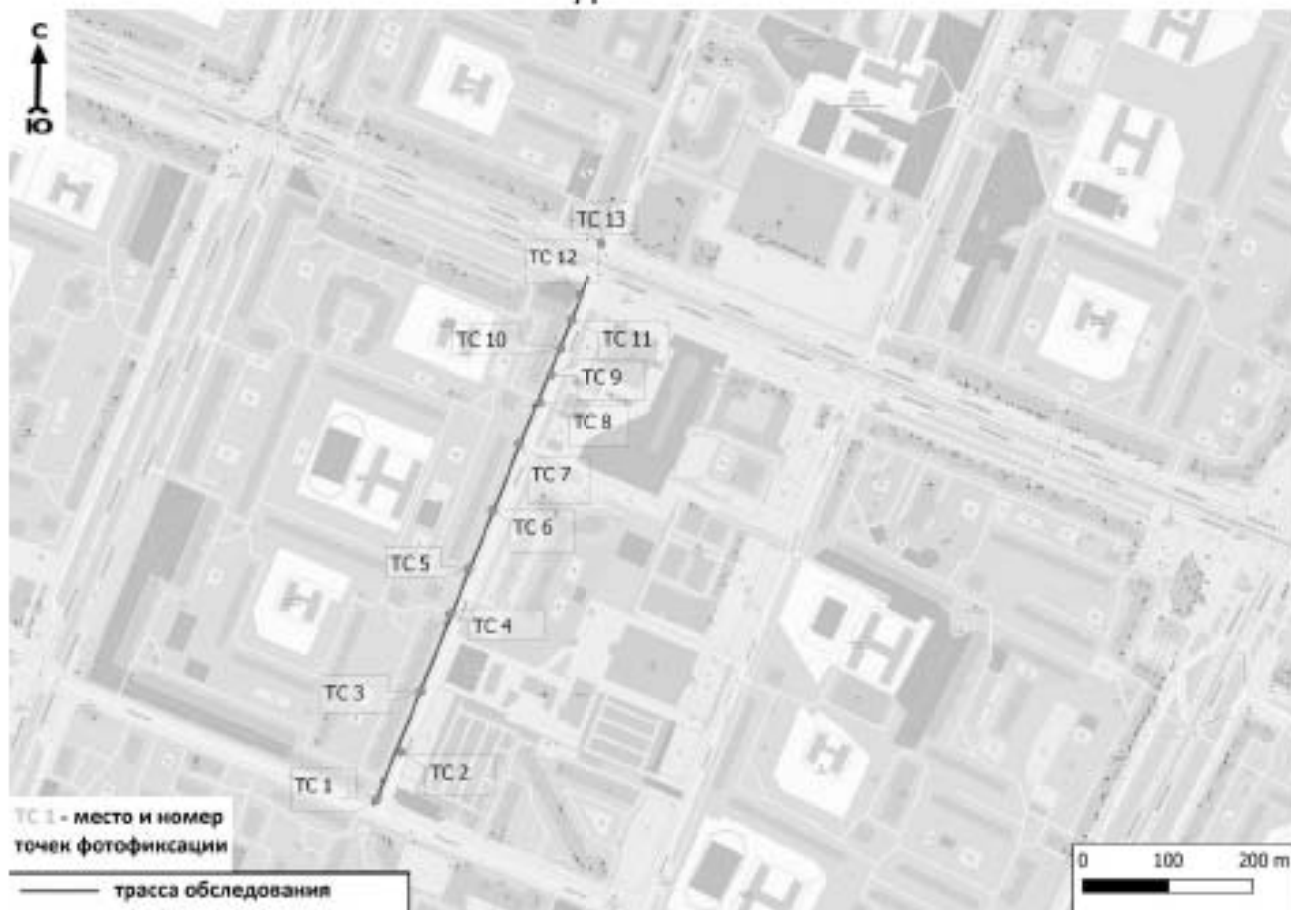 С
Ю
ТС 13
ТС 12
ТС 10
ТС 11
ТС 9
ТС 8
ТС 7
ТС 6
ТС 5
ТС 4
ТС 3
ТС 2
ТС 1
ТС 1 - место и номер
точек фотофиксации
трасса обследования
0 100 200 m